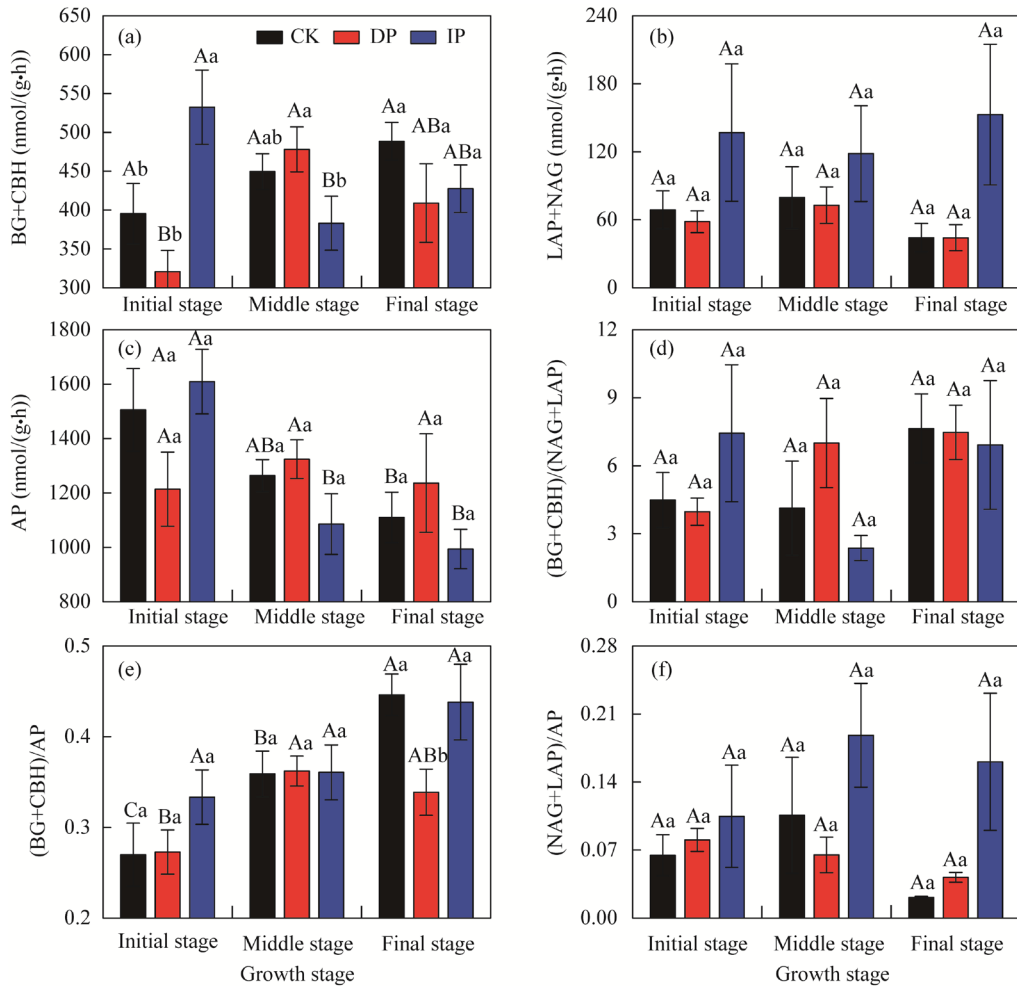 (a)
CK DP IP
BG+CBH (nmol/(g•h))
650
600
550
500
450
400
350
300
Ab Bb Aa
Aab Aa Bb
Aa ABa ABa
Initial stage Middle stage Final stage
(b)
LAP+NAG (nmol/(g•h))
240
180
120
60
0
Aa Aa Aa
Aa Aa Aa
Aa Aa Aa
Initial stage Middle stage Final stage
(c)
AP (nmol/(g•h))
1800
1600
1400
1200
1000
800
Aa Aa Aa
ABa Aa Ba
Ba Aa Ba
Initial stage Middle stage Final stage
(d)
(BG+CBH)/(NAG+LAP)
12
9
6
3
0
Aa Aa Aa
Aa Aa Aa
Aa Aa Aa
Initial stage Middle stage Final stage
(e)
(BG+CBH)/AP
0.5
0.4
0.3
0.2
Ca Ba Aa
Ba Aa Aa
Aa ABb Aa
Initial stage Middle stage Final stage
Growth stage
(f)
(NAG+LAP)/AP
0.28
0.21
0.14
0.07
0.00
Aa Aa Aa
Aa Aa Aa
Aa Aa Aa
Initial stage Middle stage Final stage
Growth stage